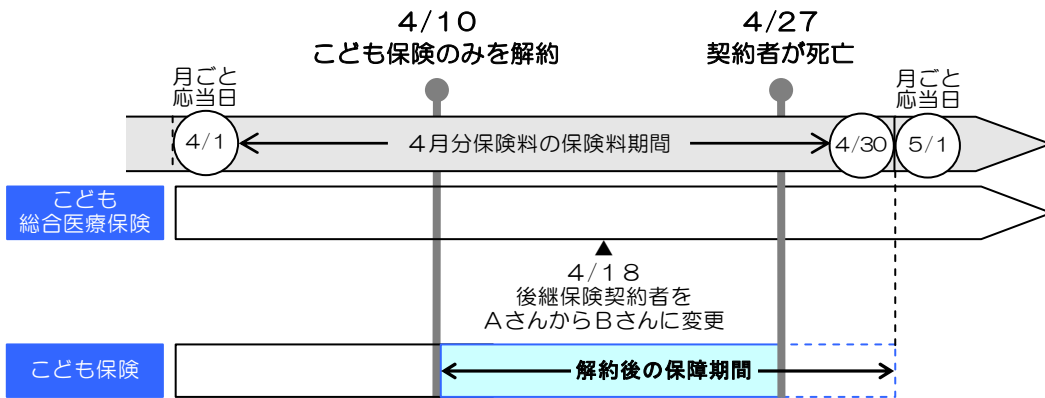 4/10
こども保険のみを解約
4/27
契約者が死亡
月ごと
応当日
月ごと
応当日
4/1
4月分保険料の保険料期間
4/30
5/1
こども
総合医療保険
▲
4/18
後継保険契約者を
AさんからBさんに変更
こども保険
解約後の保障期間